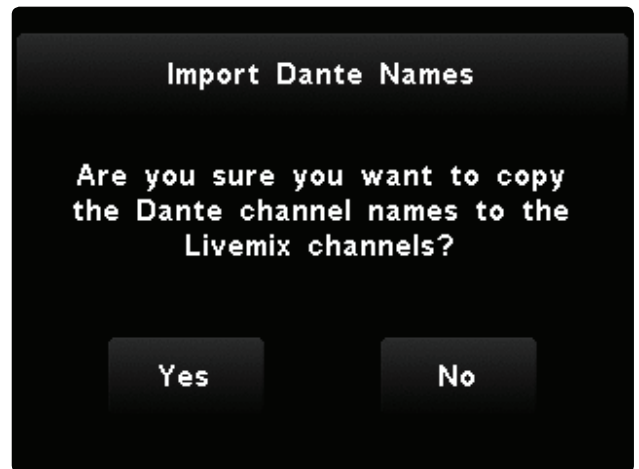 Import Dante Names
Are you sure you want to copy
the Dante channel names to the
Livemix channels?
Yes No